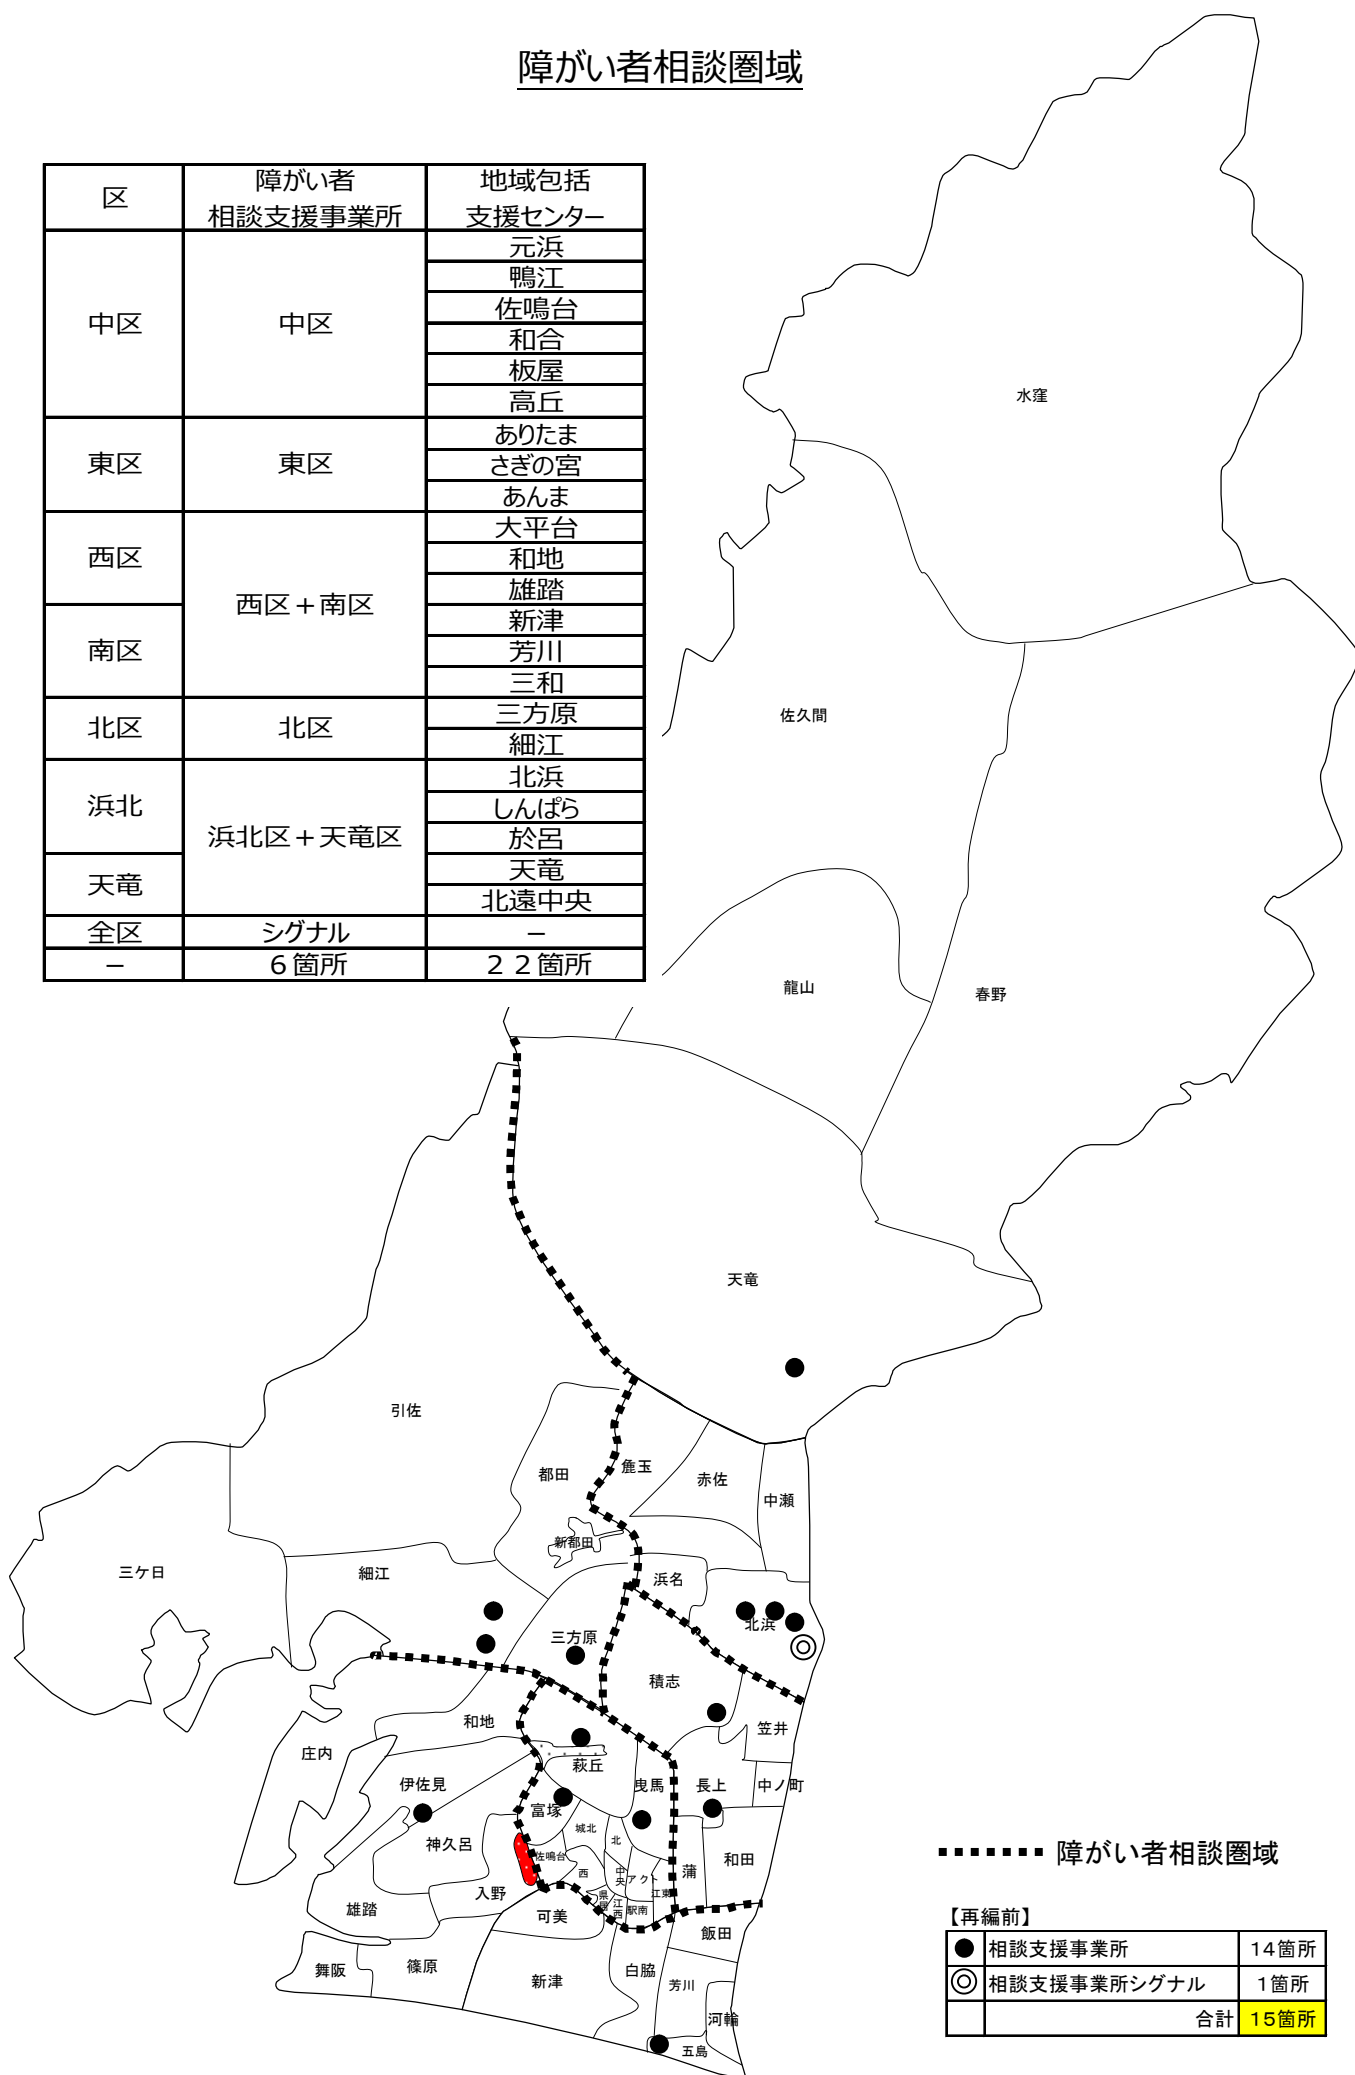 障がい者相談圏域
区 障がい者 地域包括
相談支援事業所 支援センター
中区 中区 元浜
鴨江
佐鳴台
和合
板屋
高丘
東区 東区 ありたま
さぎの宮
あんま
西区 西区＋南区 大平台
和地
雄踏
南区 新津
芳川
三和
北区 北区 三方原
細江
浜北 浜北区＋天竜区 北浜
しんぱら
於呂
天竜 天竜
北遠中央
全区 シグナル －
－ 6箇所 22箇所
水窪
佐久間
龍山
春野
天竜
引佐
都田
麁玉
赤佐
中瀬
新都田
三ケ日
細江
浜名
北浜
三方原
積志
和地
笠井
庄内
萩丘
伊佐見
曳馬
長上
中ノ町
富塚
城北
北
神久呂
佐鳴台
西
中央
アクト
蒲
和田
入野
県居
江西
駅南
江東
雄踏
可美
飯田
舞阪
篠原
新津
白脇
芳川
河輪
五島
障がい者相談圏域
【再編前】
● 相談支援事業所 14箇所
◎ 相談支援事業所シグナル 1箇所
合計 15箇所